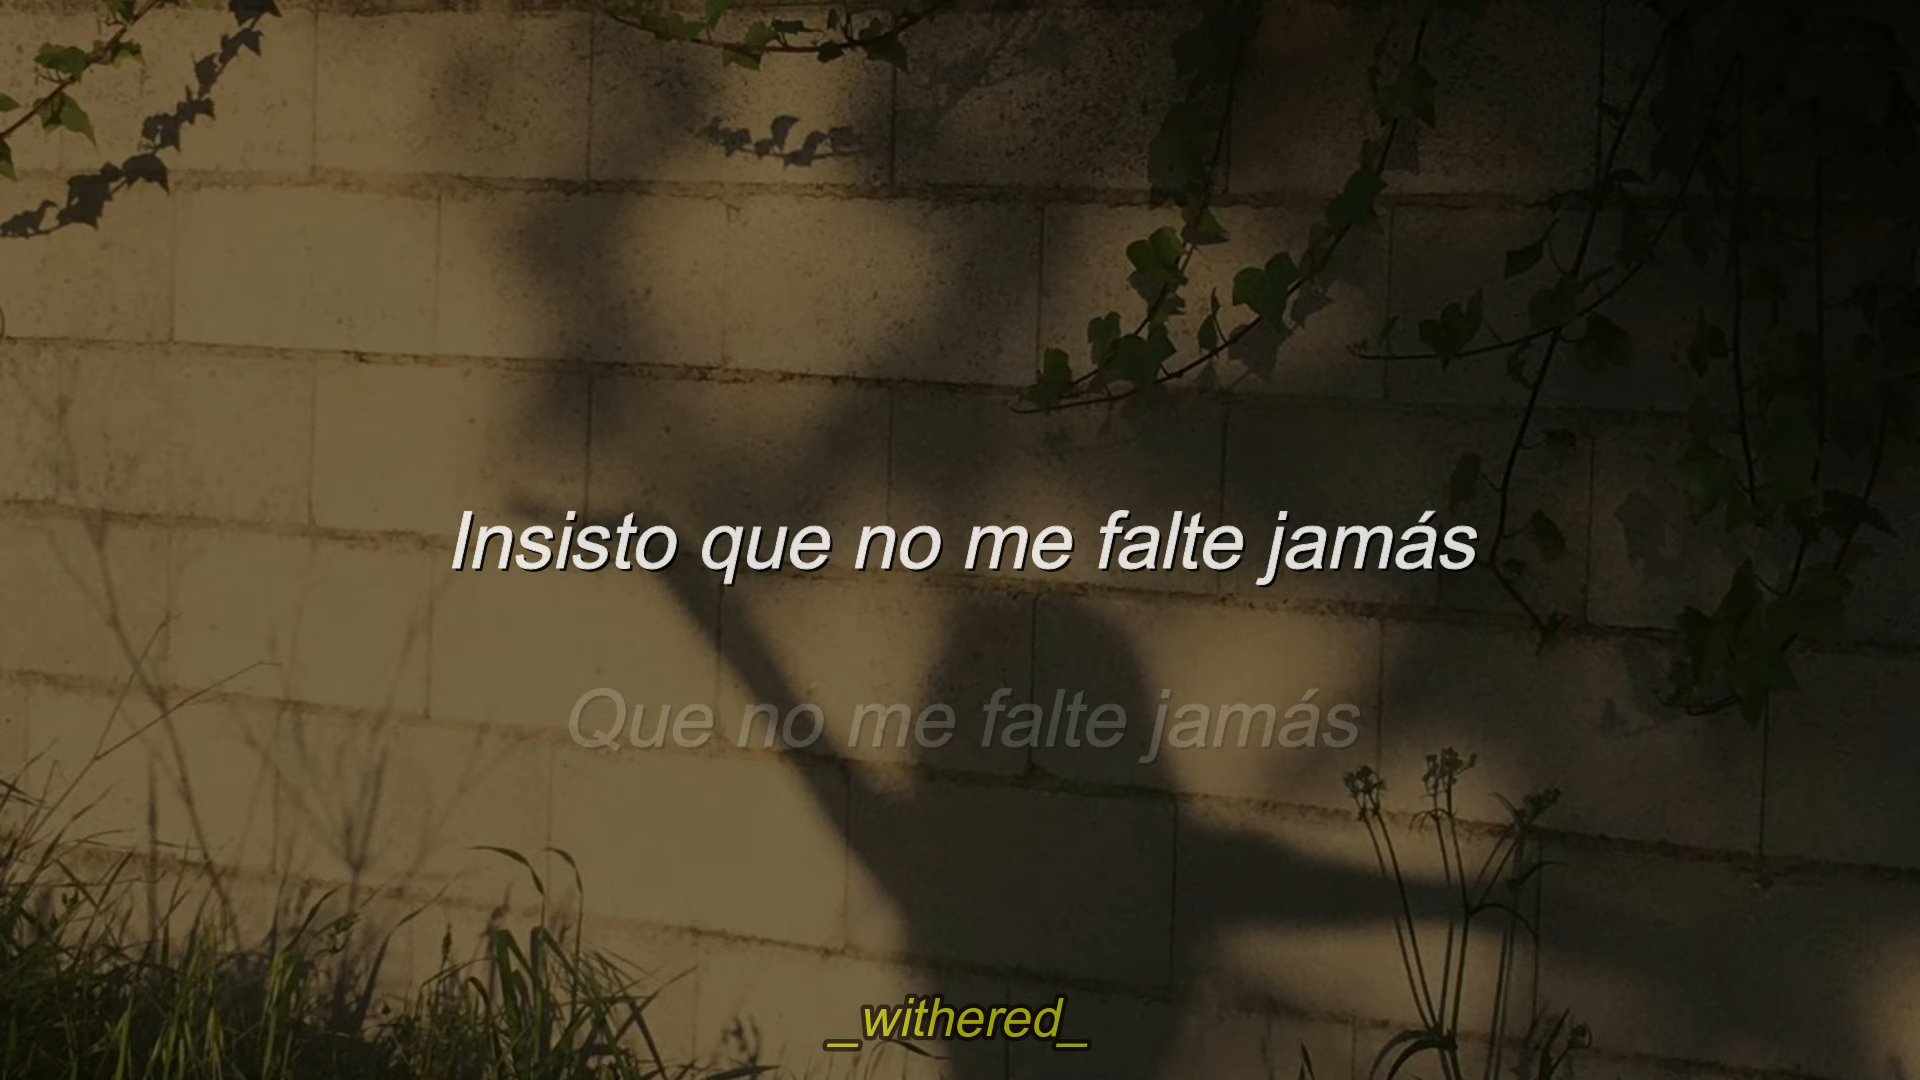 Insisto que no me falte jamás
Que no me falte jamás
_withered_